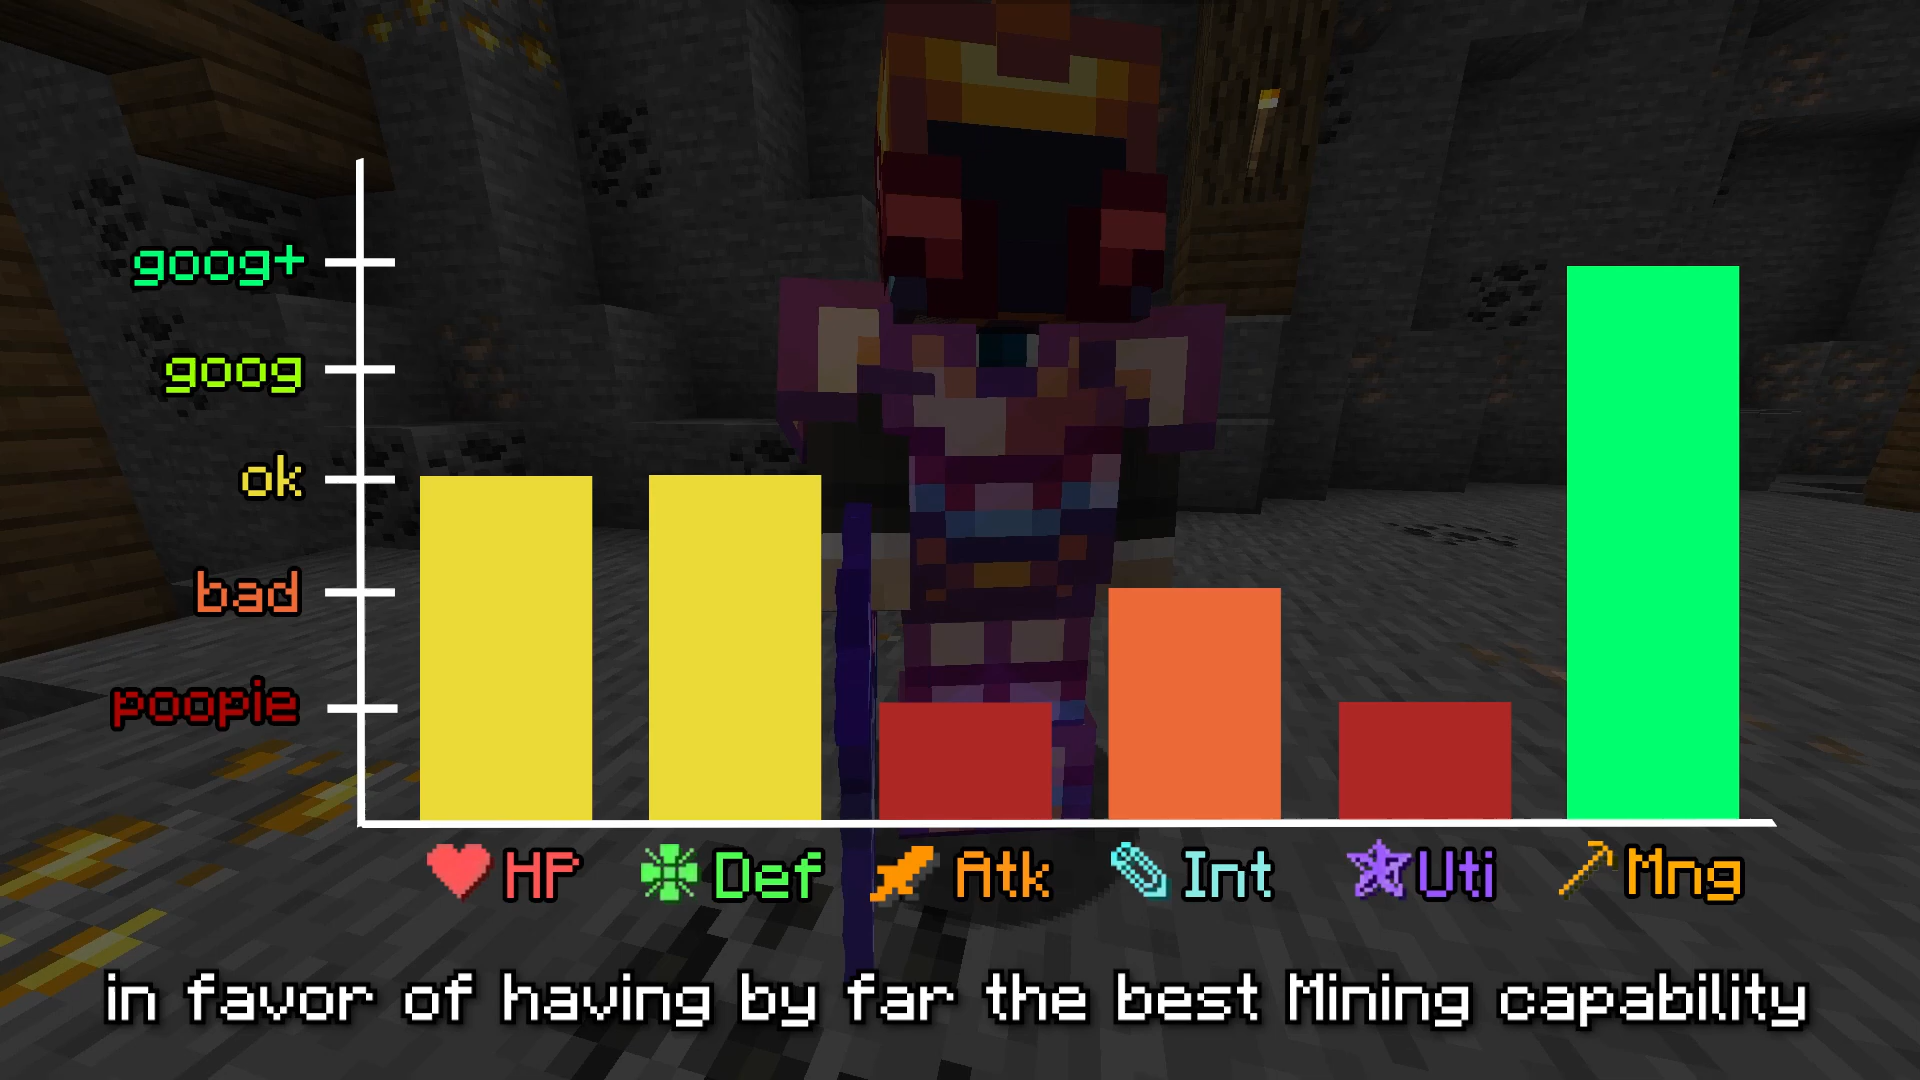 goog+
goog
ok
bad
poopie
HP Def Atk Int Uti Mng
in favor of having by far the best Mining capability